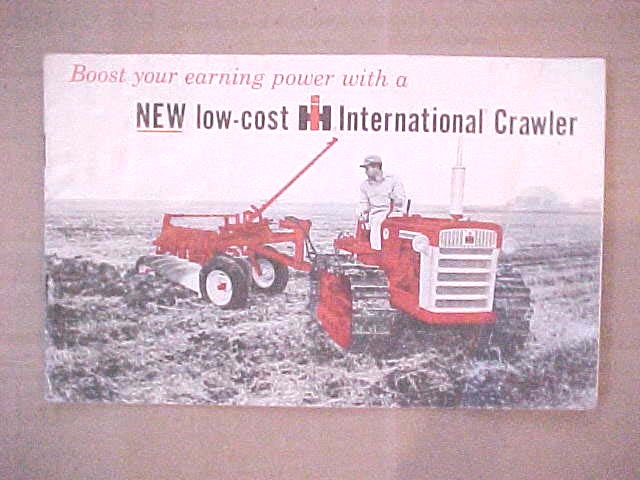 Boost your earning power with a
NEW low-cost IH International Crawler